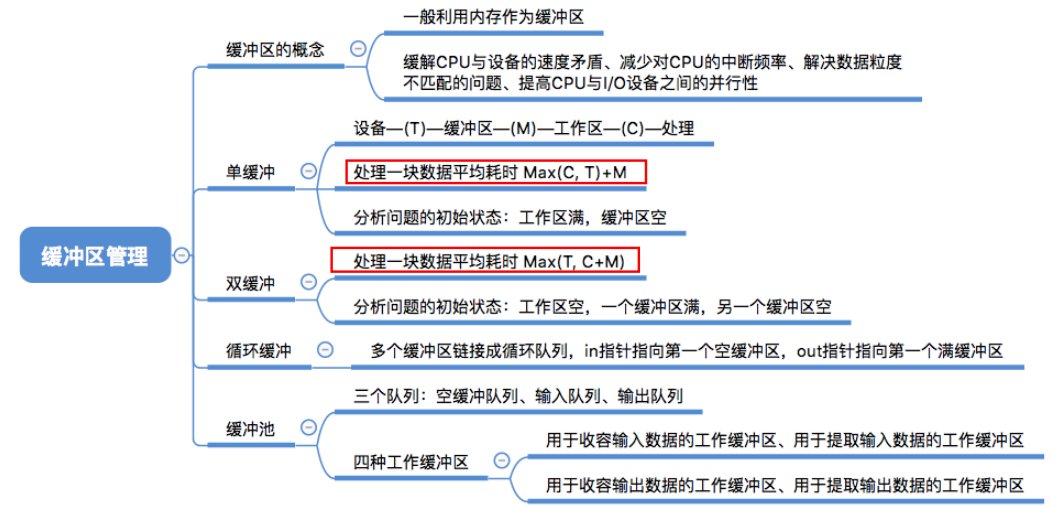 缓冲区管理
缓冲区的概念
一般利用内存作为缓冲区
缓解CPU与设备的速度矛盾、减少对CPU的中断频率、解决数据粒度
不匹配的问题、提高CPU与I/O设备之间的并行性
单缓冲
设备—(T)—缓冲区—(M)—工作区—(C)—处理
处理一块数据平均耗时 Max(C, T)+M
分析问题的初始状态：工作区满，缓冲区空
双缓冲
处理一块数据平均耗时 Max(T, C+M)
分析问题的初始状态：工作区空，一个缓冲区满，另一个缓冲区空
循环缓冲
多个缓冲区链接成循环队列，in指针指向第一个空缓冲区，out指针指向第一个满缓冲区
缓冲池
三个队列：空缓冲队列、输入队列、输出队列
四种工作缓冲区
用于收容输入数据的工作缓冲区、用于提取输入数据的工作缓冲区
用于收容输出数据的工作缓冲区、用于提取输出数据的工作缓冲区